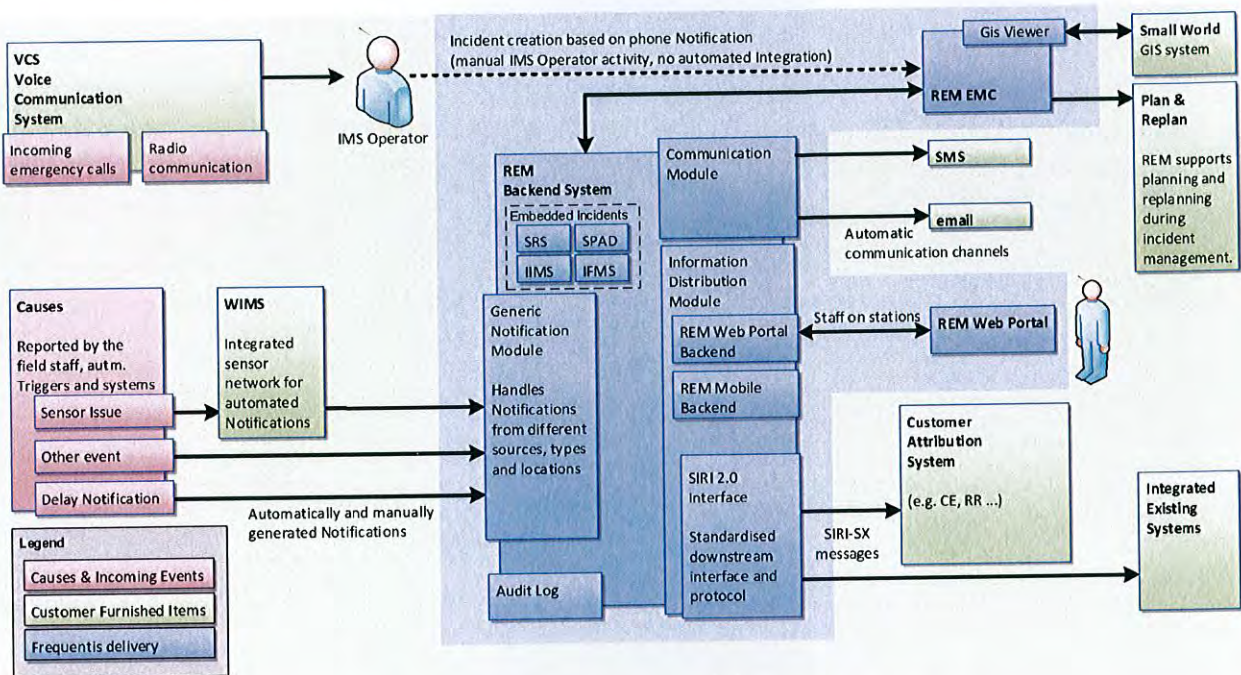 VCS
Voice
Communication
System
Incoming
emergency calls
Radio
communication
IMS Operator
Incident creation based on phone Notification
(manual IMS Operator activity, no automated Integration)
Gis Viewer
REM EMC
Small World
GIS system
Plan &
Replan
REM supports
planning and
replanning
during
incident
management.
REM
Backend System
Embedded Incidents
SRS
SPAD
IIMS
IFMS
Communication
Module
SMS
email
Automatic
communication channels
Information
Distribution
Module
REM Web Portal
Backend
REM Mobile
Backend
Staff on stations
REM Web Portal
Causes
Reported by the
field staff, autm.
Triggers and systems
Sensor Issue
Other event
Delay Notification
WIMS
Integrated
sensor
network for
automated
Notifications
Generic
Notification
Module
Handles
Notifications
from different
sources, types
and locations
Automatically and manually
generated Notifications
SIRI 2.0
Interface
Standardised
downstream
interface and
protocol
Audit Log
SIRI-SX
messages
Customer
Attribution
System
(e.g. CE, RR ...)
Integrated
Existing
Systems
Legend
Causes & Incoming Events
Customer Furnished Items
Frequentis delivery